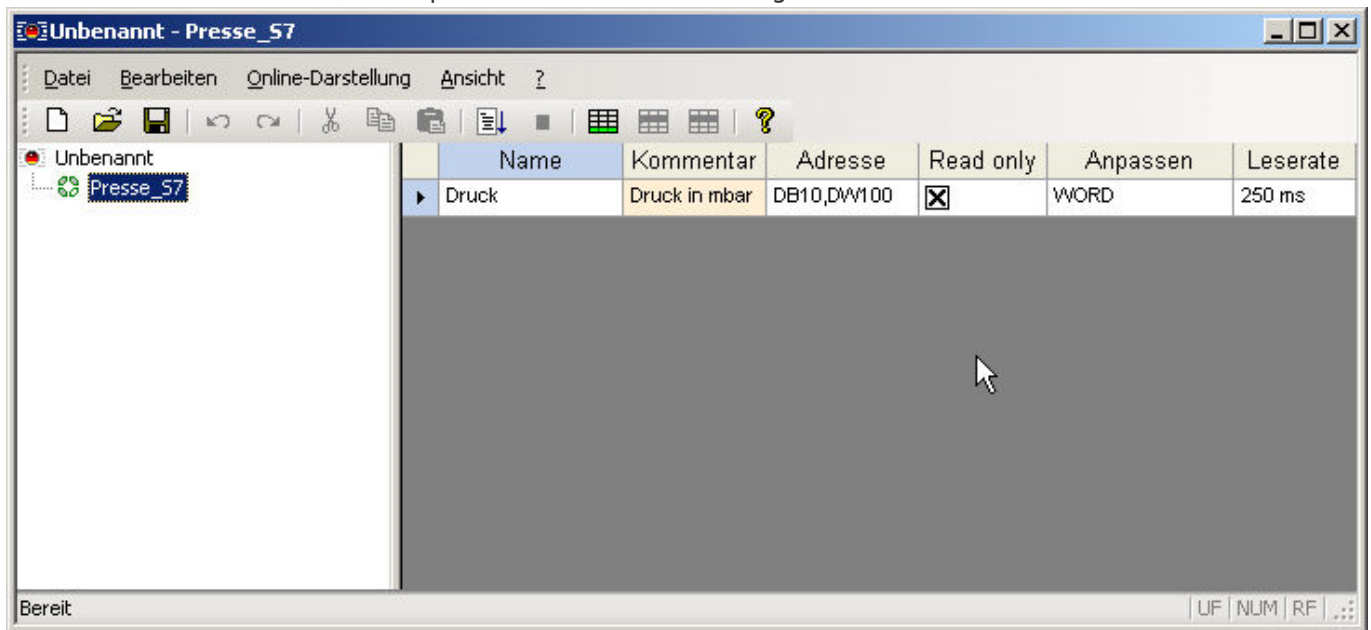 Unbenannt - Presse_S7
Datei Bearbeiten Online-Darstellung Ansicht ?
Unbenannt
Presse_S7
Name Kommentar Adresse Read only Anpassen Leserate
Druck Druck in mbar DB10,DW100 WORD 250 ms
Bereit UF NUM RF